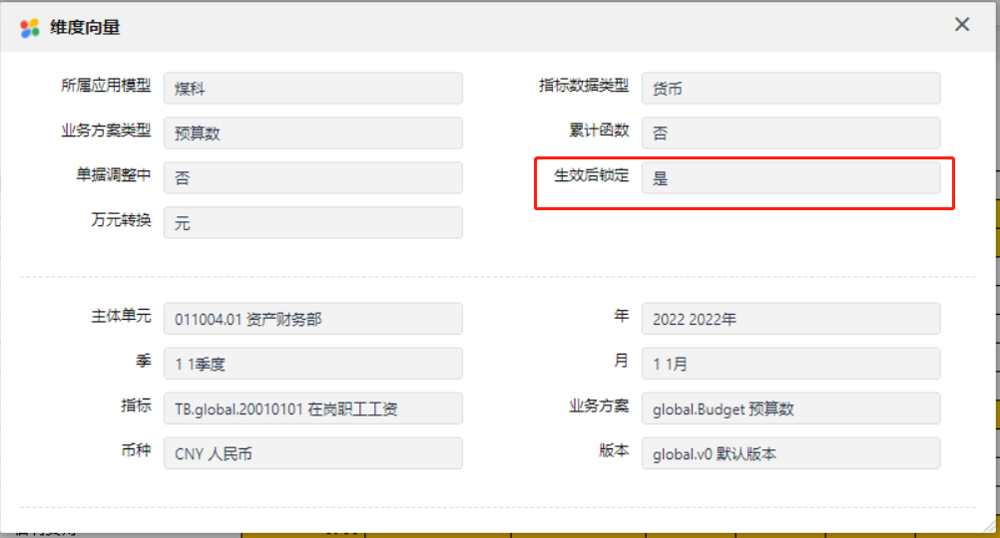 维度向量
所属应用模型 煤科 指标数据类型 货币
业务方案类型 预算数 累计函数 否
单据调整中 否 生效后锁定 是
万元转换 元
主体单元 011004.01 资产财务部 年 2022 2022年
季 1 1季度 月 1 1月
指标 TB.global.20010101 在岗职工工资 业务方案 global.Budget 预算数
币种 CNY 人民币 版本 global.v0 默认版本